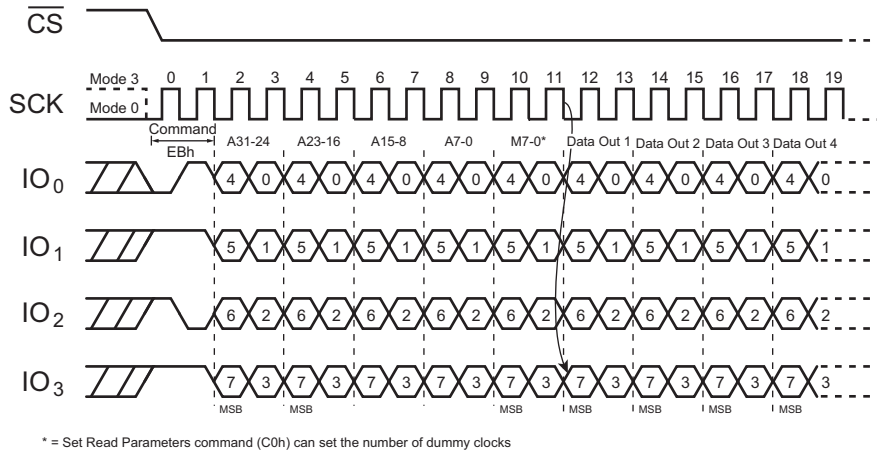 CS
Mode 3 0 1 2 3 4 5 6 7 8 9 10 11 12 13 14 15 16 17 18 19
SCK
Mode 0
Command
EBh
A31-24 A23-16 A15-8 A7-0 M7-0* Data Out 1 Data Out 2 Data Out 3 Data Out 4
IO0 4 0 4 0 4 0 4 0 4 0 4 0 4 0 4 0 4 0
IO1 5 1 5 1 5 1 5 1 5 1 5 1 5 1 5 1 5 1
IO2 6 2 6 2 6 2 6 2 6 2 6 2 6 2 6 2 6 2
IO3 7 3 7 3 7 3 7 3 7 3 7 3 7 3 7 3 7 3
MSB MSB MSB MSB MSB MSB MSB
* = Set Read Parameters command (C0h) can set the number of dummy clocks